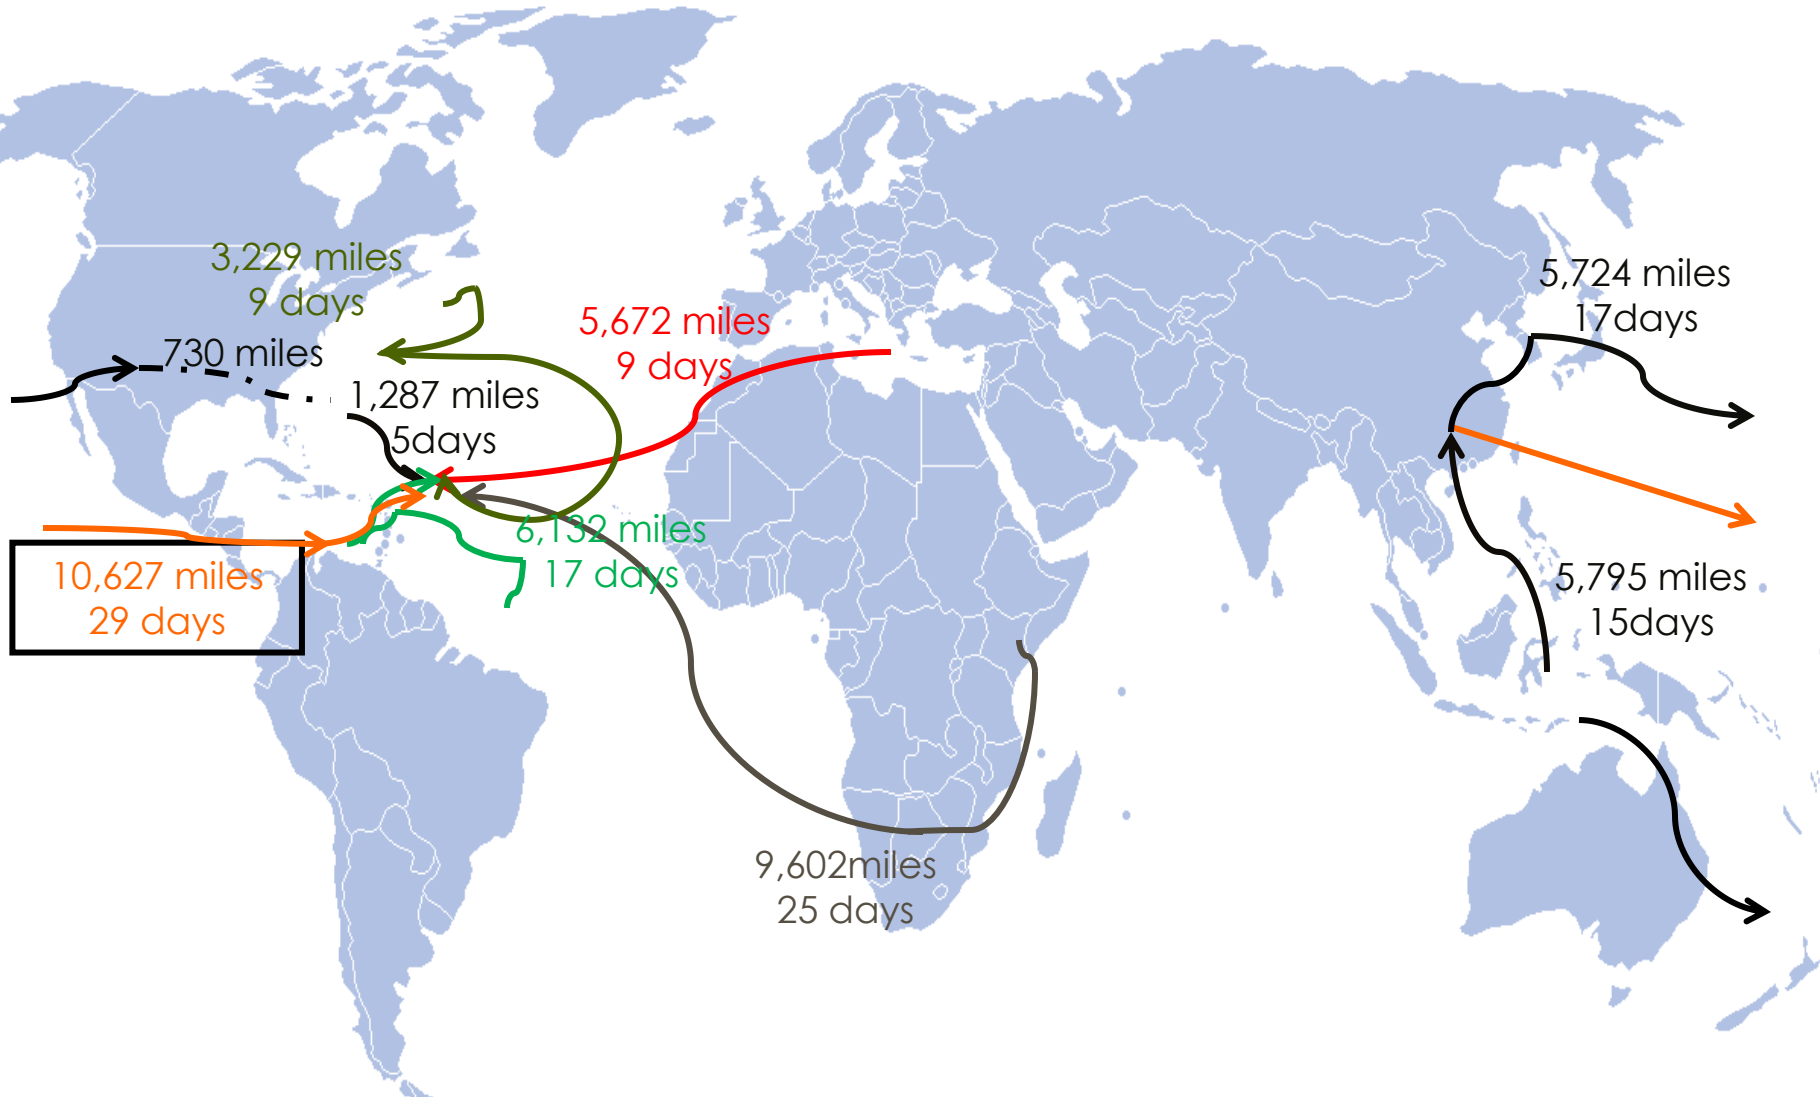 3,229 miles
9 days
5,724 miles
17days
5,672 miles
9 days
730 miles
1,287 miles
5days
6,132 miles
17 days
10,627 miles
29 days
5,795 miles
15days
9,602miles
25 days